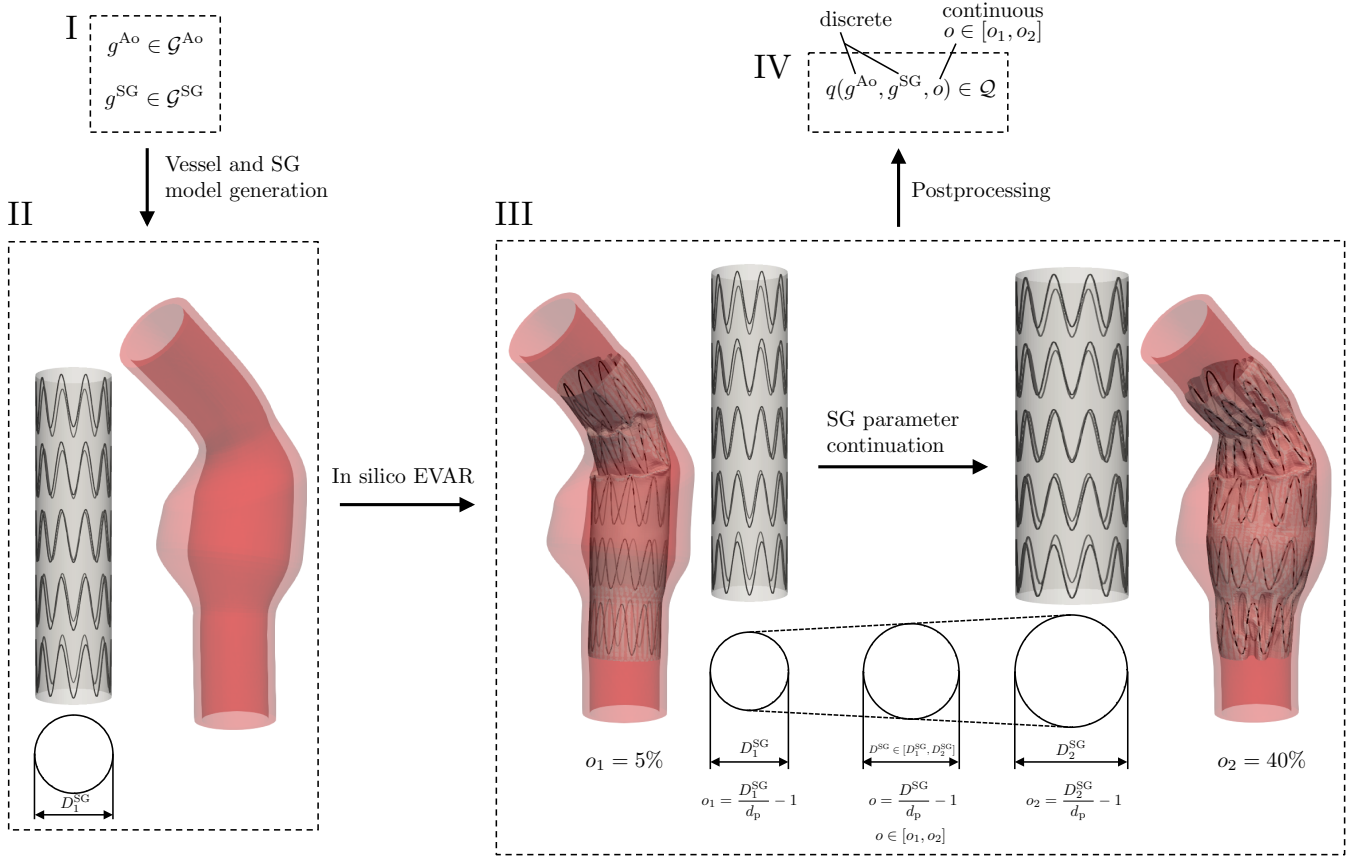 I
g^Ao ∈ 𝒢^Ao
g^SG ∈ 𝒢^SG
Vessel and SG
model generation
II
D_1^SG
In silico EVAR
III
SG parameter
continuation
o_1 = 5%
D_1^SG
D^SG ∈ [D_1^SG, D_2^SG]
D_2^SG
o_2 = 40%
o_1 = D_1^SG / d_p − 1
o = D^SG / d_p − 1
o_2 = D_2^SG / d_p − 1
o ∈ [o_1, o_2]
Postprocessing
IV
discrete
continuous
o ∈ [o_1, o_2]
q(g^Ao, g^SG, o) ∈ 𝒬